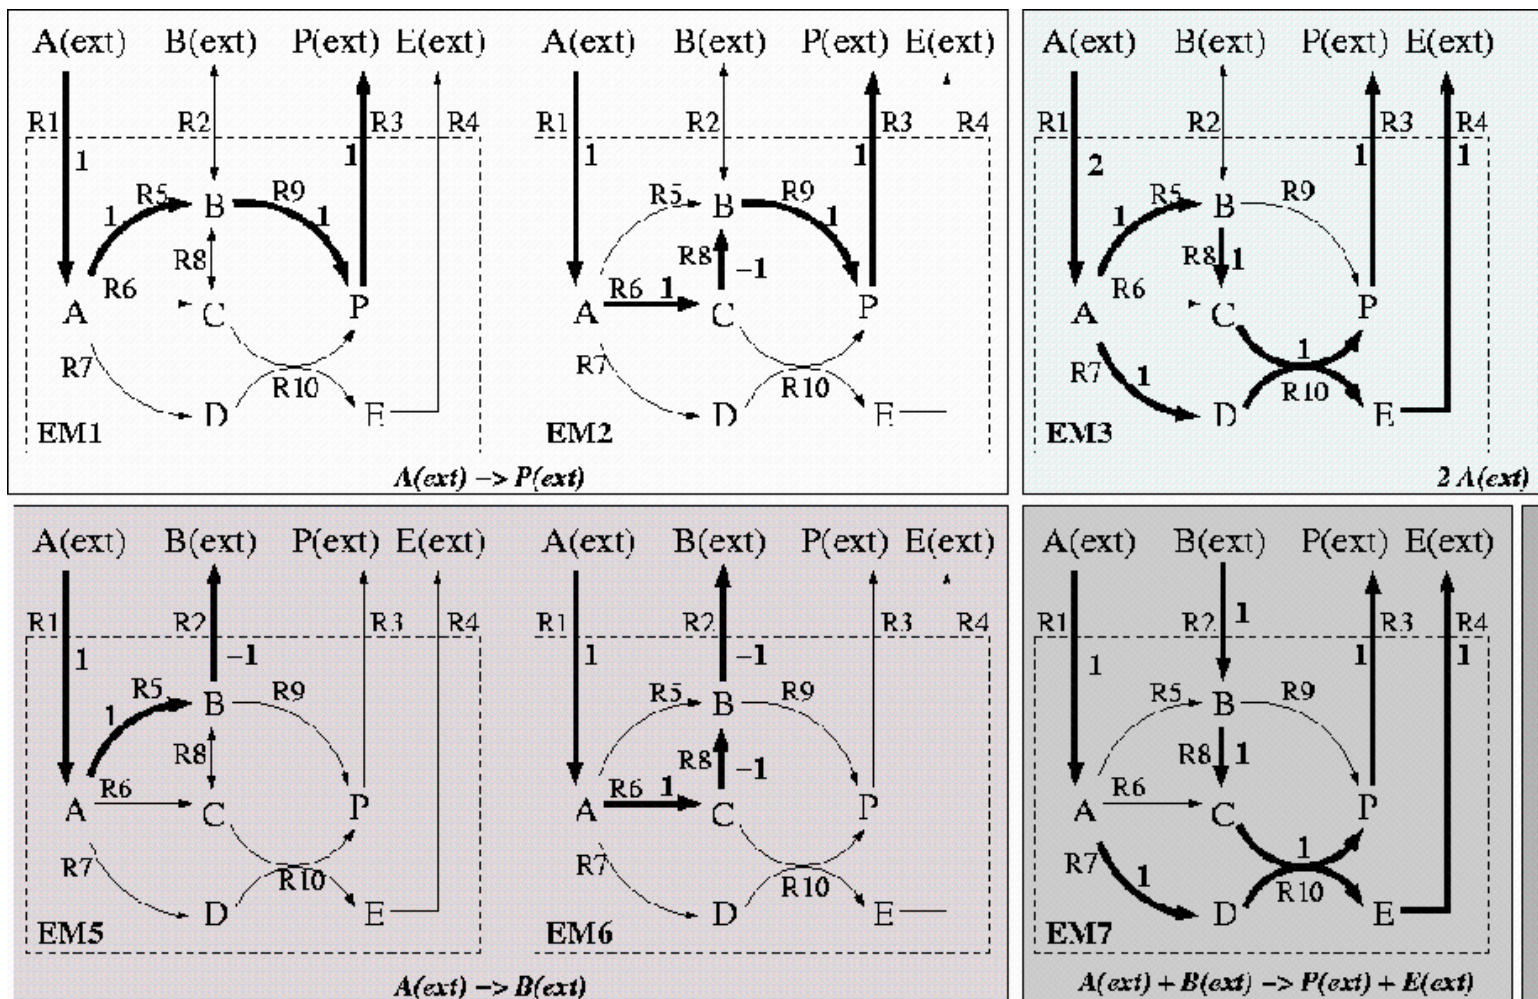 A(ext) B(ext) P(ext) E(ext)
R1 R2 R3 R4
1 1
R5 B R9
1 1
R8
R6
A C P
R7
R10
D E
EM1
A(ext) B(ext) P(ext) E(ext)
R1 R2 R3 R4
1 1
R5 B R9
1
R8 −1
R6 1
A C P
R7
R10
D E
EM2
A(ext) −> P(ext)
A(ext) B(ext) P(ext) E(ext)
R1 R2 R3 R4
2 1 1
R5 B R9
1
R8 1
R6
A C P
R7 1 1
R10
D E
EM3
2 A(ext)
A(ext) B(ext) P(ext) E(ext)
R1 R2 R3 R4
1 −1
R5 B R9
1
R8
R6
A C P
R7
R10
D E
EM5
A(ext) B(ext) P(ext) E(ext)
R1 R2 R3 R4
1 −1
R5 B R9
R8 −1
R6 1
A C P
R7
R10
D E
EM6
A(ext) −> B(ext)
A(ext) B(ext) P(ext) E(ext)
R1 R2 1 R3 R4
1 1 1
R5 B R9
R8 1
R6
A C P
R7 1 1
R10
D E
EM7
A(ext) + B(ext) −> P(ext) + E(ext)